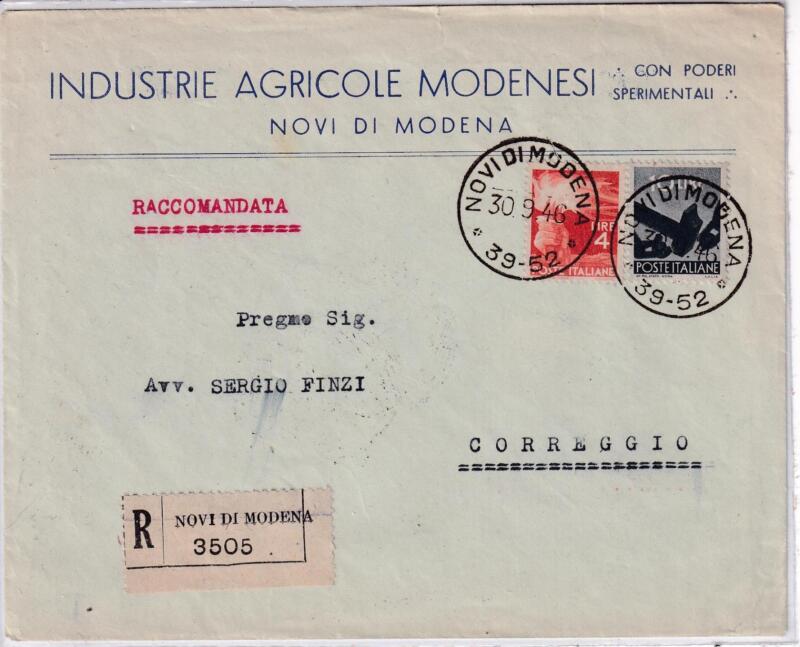 INDUSTRIE AGRICOLE MODENESI ∴ CON PODERI
SPERIMENTALI ∴
NOVI DI MODENA
RACCOMANDATA
NOVI DI MODENA
30.9.46
39-52
LIRE
4
POSTE ITALIANE
NOVI DI MODENA
46
39-52
POSTE ITALIANE
Pregmo Sig.
Avv. SERGIO FINZI
CORREGGIO
R NOVI DI MODENA
3505